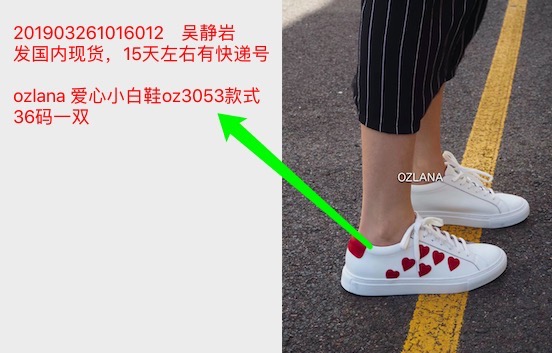 201903261016012 吴静岩
发国内现货，15天左右有快递号
ozlana 爱心小白鞋oz3053款式
36码一双
OZLANA